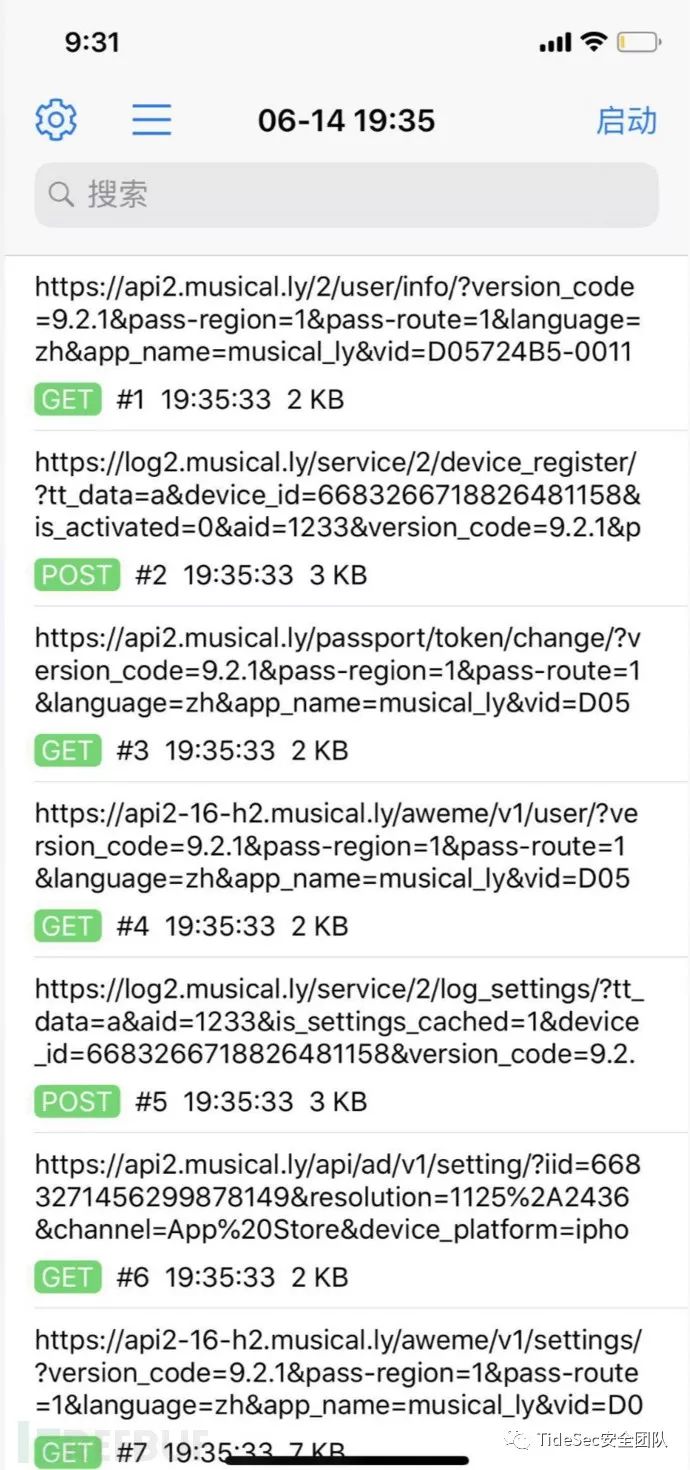 9:31
06-14 19:35
启动
搜索
https://api2.musical.ly/2/user/info/?version_code
=9.2.1&pass-region=1&pass-route=1&language=
zh&app_name=musical_ly&vid=D05724B5-0011
GET #1 19:35:33 2 KB
https://log2.musical.ly/service/2/device_register/
?tt_data=a&device_id=6683266718826481158&
is_activated=0&aid=1233&version_code=9.2.1&p
POST #2 19:35:33 3 KB
https://api2.musical.ly/passport/token/change/?v
ersion_code=9.2.1&pass-region=1&pass-route=1
&language=zh&app_name=musical_ly&vid=D05
GET #3 19:35:33 2 KB
https://api2-16-h2.musical.ly/aweme/v1/user/?ve
rsion_code=9.2.1&pass-region=1&pass-route=1
&language=zh&app_name=musical_ly&vid=D05
GET #4 19:35:33 2 KB
https://log2.musical.ly/service/2/log_settings/?tt_
data=a&aid=1233&is_settings_cached=1&device
_id=6683266718826481158&version_code=9.2.
POST #5 19:35:33 3 KB
https://api2.musical.ly/api/ad/v1/setting/?iid=668
3271456299878149&resolution=1125%2A2436
&channel=App%20Store&device_platform=ipho
GET #6 19:35:33 2 KB
https://api2-16-h2.musical.ly/aweme/v1/settings/
?version_code=9.2.1&pass-region=1&pass-route
=1&language=zh&app_name=musical_ly&vid=D0
GET #7 19:35:33 7 KB
TideSec安全团队